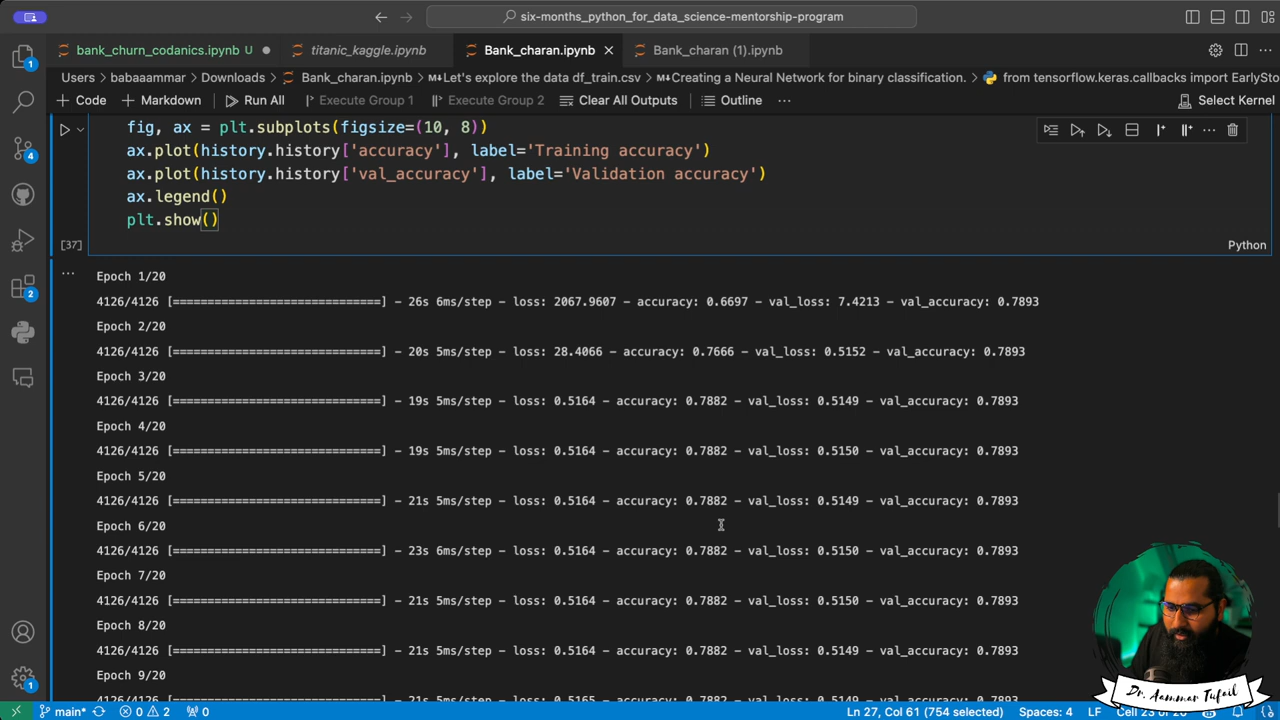 six-months_python_for_data_science-mentorship-program
bank_churn_codanics.ipynb U
titanic_kaggle.ipynb
Bank_charan.ipynb
Bank_charan (1).ipynb
Users > babaaammar > Downloads > Bank_charan.ipynb > Let's explore the data df_train.csv > Creating a Neural Network for binary classification. > from tensorflow.keras.callbacks import EarlySto
+ Code + Markdown Run All Execute Group 1 Execute Group 2 Clear All Outputs Outline ... Select Kernel
fig, ax = plt.subplots(figsize=(10, 8))
ax.plot(history.history['accuracy'], label='Training accuracy')
ax.plot(history.history['val_accuracy'], label='Validation accuracy')
ax.legend()
plt.show()
[37] Python
Epoch 1/20
4126/4126 [==============================] - 26s 6ms/step - loss: 2067.9607 - accuracy: 0.6697 - val_loss: 7.4213 - val_accuracy: 0.7893
Epoch 2/20
4126/4126 [==============================] - 20s 5ms/step - loss: 28.4066 - accuracy: 0.7666 - val_loss: 0.5152 - val_accuracy: 0.7893
Epoch 3/20
4126/4126 [==============================] - 19s 5ms/step - loss: 0.5164 - accuracy: 0.7882 - val_loss: 0.5149 - val_accuracy: 0.7893
Epoch 4/20
4126/4126 [==============================] - 19s 5ms/step - loss: 0.5164 - accuracy: 0.7882 - val_loss: 0.5150 - val_accuracy: 0.7893
Epoch 5/20
4126/4126 [==============================] - 21s 5ms/step - loss: 0.5164 - accuracy: 0.7882 - val_loss: 0.5149 - val_accuracy: 0.7893
Epoch 6/20
4126/4126 [==============================] - 23s 6ms/step - loss: 0.5164 - accuracy: 0.7882 - val_loss: 0.5150 - val_accuracy: 0.7893
Epoch 7/20
4126/4126 [==============================] - 21s 5ms/step - loss: 0.5164 - accuracy: 0.7882 - val_loss: 0.5150 - val_accuracy: 0.7893
Epoch 8/20
4126/4126 [==============================] - 21s 5ms/step - loss: 0.5164 - accuracy: 0.7882 - val_loss: 0.5149 - val_accuracy: 0.7893
Epoch 9/20
4126/4126 [==============================] - 21s 5ms/step - loss: 0.5165 - accuracy: 0.7882 - val_loss: 0.5149 - val_accuracy: 0.7893
Dr. Aammar Tufail
main* 0 2 0 Ln 27, Col 61 (754 selected) Spaces: 4 LF